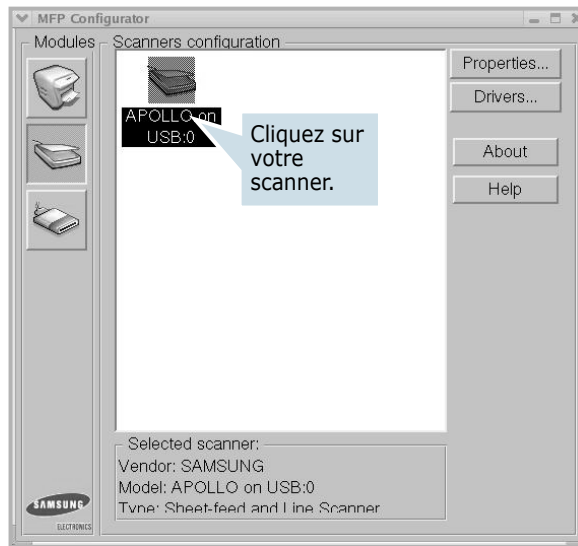 MFP Configurator
Modules
Scanners configuration
APOLLO on
USB:0
Cliquez sur
votre
scanner.
Properties...
Drivers...
About
Help
Selected scanner:
Vendor: SAMSUNG
Model: APOLLO on USB:0
Type: Sheet-feed and Line Scanner
SAMSUNG
ELECTRONICS